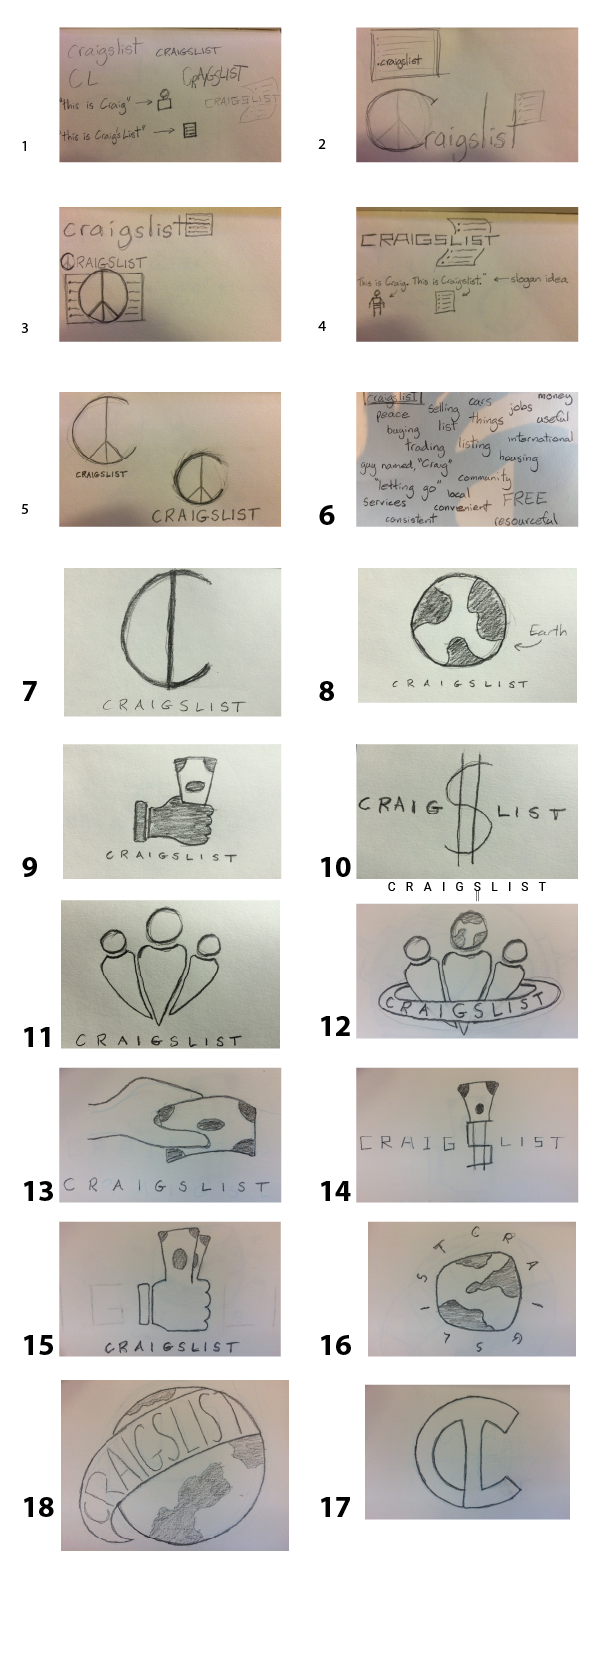 craigslist CRAIGSLIST
CL CRAIGSLIST
"this is Craig"
CRAIGSLIST
"this is Craig'sList"
1
craigslist
Craigslist
2
craigslist
CRAIGSLIST
3
CRAIGSLIST
This is Craig. This is Craigslist." slogan idea
4
CRAIGSLIST
CRAIGSLIST
5
craigslist
peace
selling
cars
jobs
money
buying
list
things
useful
trading
listing
international
guy named, "Craig"
housing
"letting go"
community
services
local
convenient
FREE
consistent
resourceful
6
CRAIGSLIST
7
Earth
CRAIGSLIST
8
CRAIGSLIST
9
CRAIG$LIST
10
CRAIGSLIST
CRAIGSLIST
11
CRAIGSLIST
12
CRAIGSLIST
13
CRAIGSLIST
14
CRAIGSLIST
15
CRAIGSLIST
16
CRAIGSLIST
18
CL
17